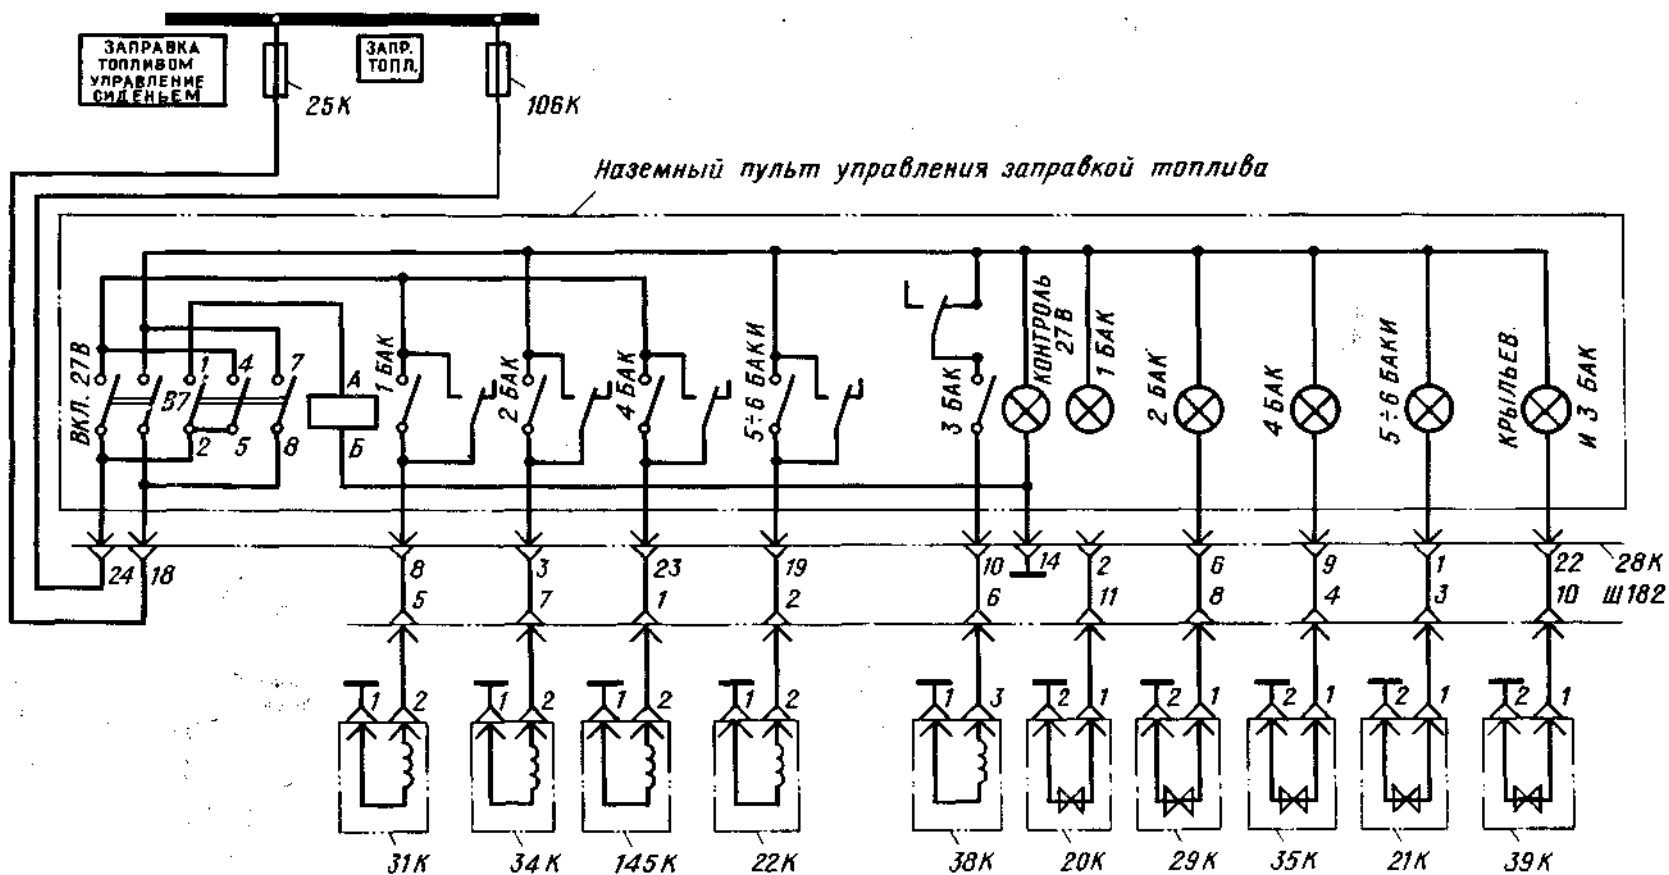 ЗАПРАВКА
ТОПЛИВОМ
УПРАВЛЕНИЕ
СИДЕНЬЕМ
ЗАПР.
ТОПЛ.
25К
106К
Наземный пульт управления заправкой топлива
ВКЛ. 27В
В7
1
4
7
2
5
8
А
Б
1 БАК
2 БАК
4 БАК
5÷6 БАКИ
3 БАК
КОНТРОЛЬ
27В
1 БАК
2 БАК
4 БАК
5÷6 БАКИ
КРЫЛЬЕВ.
И 3 БАК
24 18 8 3 23 19 10 14 2 6 9 1 22 28К
5 7 1 2 6 11 8 4 3 10 Ш182
1 2 1 2 1 2 1 2 1 3 2 1 2 1 2 1 2 1 2 1
31К 34К 145К 22К 38К 20К 29К 35К 21К 39К